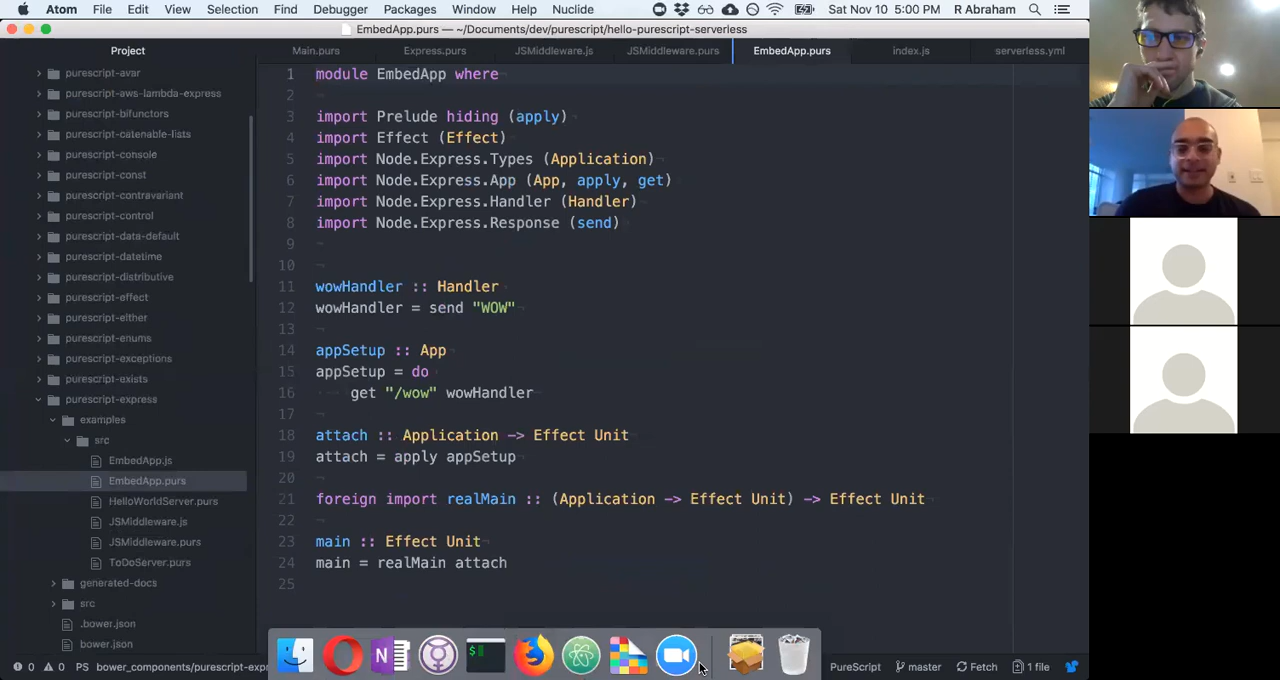 Atom File Edit View Selection Find Debugger Packages Window Help Nuclide Sat Nov 10 5:00 PM R Abraham
EmbedApp.purs — ~/Documents/dev/purescript/hello-purescript-serverless
Project Main.purs Express.purs JSMiddleware.js JSMiddleware.purs EmbedApp.purs index.js serverless.yml
purescript-avar
purescript-aws-lambda-express
purescript-bifunctors
purescript-catenable-lists
purescript-console
purescript-const
purescript-contravariant
purescript-control
purescript-data-default
purescript-datetime
purescript-distributive
purescript-effect
purescript-either
purescript-enums
purescript-exceptions
purescript-exists
purescript-express
examples
src
EmbedApp.js
EmbedApp.purs
HelloWorldServer.purs
JSMiddleware.js
JSMiddleware.purs
ToDoServer.purs
generated-docs
src
.bower.json
bower.json
1 module EmbedApp where
2
3 import Prelude hiding (apply)
4 import Effect (Effect)
5 import Node.Express.Types (Application)
6 import Node.Express.App (App, apply, get)
7 import Node.Express.Handler (Handler)
8 import Node.Express.Response (send)
9
10
11 wowHandler :: Handler
12 wowHandler = send "WOW"
13
14 appSetup :: App
15 appSetup = do
16 get "/wow" wowHandler
17
18 attach :: Application -> Effect Unit
19 attach = apply appSetup
20
21 foreign import realMain :: (Application -> Effect Unit) -> Effect Unit
22
23 main :: Effect Unit
24 main = realMain attach
25
0 0 PS bower_components/purescript-exp PureScript master Fetch 1 file